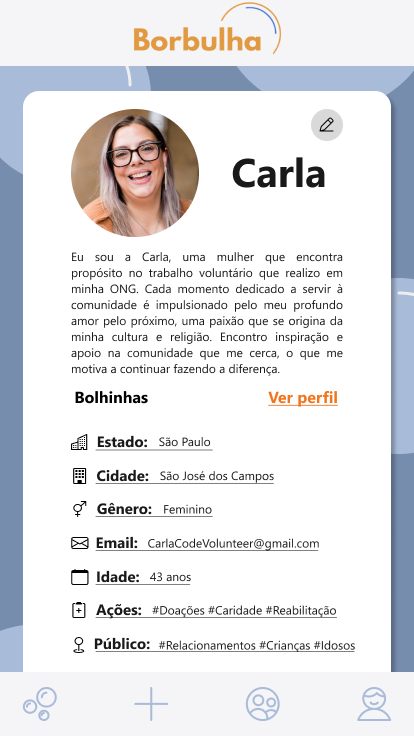 Borbulha
Carla
Eu sou a Carla, uma mulher que encontra
propósito no trabalho voluntário que realizo em
minha ONG. Cada momento dedicado a servir à
comunidade é impulsionado pelo meu profundo
amor pelo próximo, uma paixão que se origina da
minha cultura e religião. Encontro inspiração e
apoio na comunidade que me cerca, o que me
motiva a continuar fazendo a diferença.
Bolhinhas Ver perfil
Estado: São Paulo
Cidade: São José dos Campos
Gênero: Feminino
Email: CarlaCodeVolunteer@gmail.com
Idade: 43 anos
Ações: #Doações #Caridade #Reabilitação
Público: #Relacionamentos #Crianças #Idosos